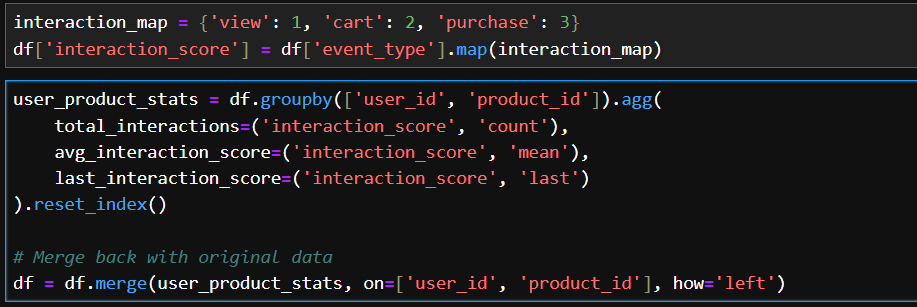 interaction_map = {'view': 1, 'cart': 2, 'purchase': 3}
df['interaction_score'] = df['event_type'].map(interaction_map)
user_product_stats = df.groupby(['user_id', 'product_id']).agg(
    total_interactions=('interaction_score', 'count'),
    avg_interaction_score=('interaction_score', 'mean'),
    last_interaction_score=('interaction_score', 'last')
).reset_index()
# Merge back with original data
df = df.merge(user_product_stats, on=['user_id', 'product_id'], how='left')